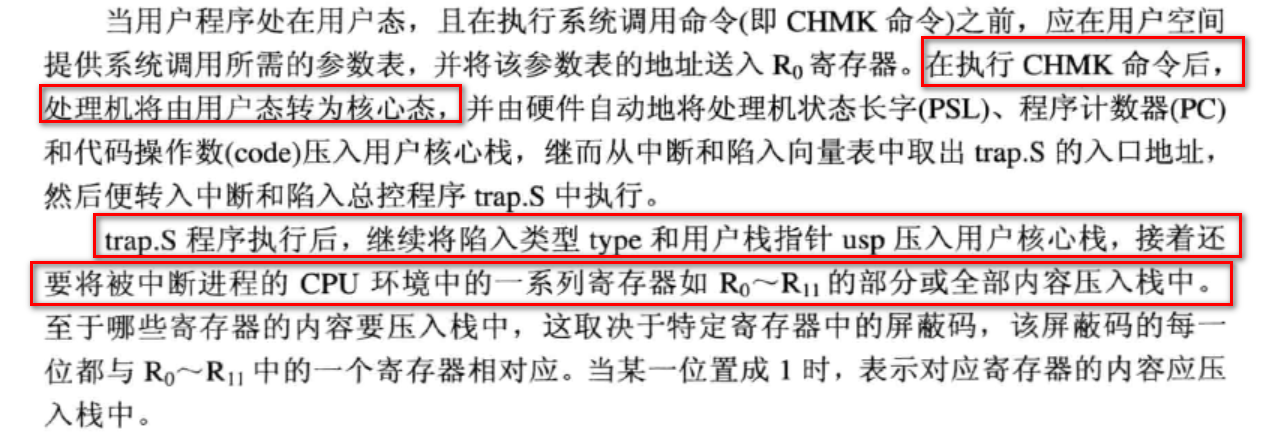 当用户程序处在用户态，且在执行系统调用命令(即 CHMK 命令)之前，应在用户空间
提供系统调用所需的参数表，并将该参数表的地址送入 R₀ 寄存器。在执行 CHMK 命令后，
处理机将由用户态转为核心态，并由硬件自动地将处理机状态长字(PSL)、程序计数器(PC)
和代码操作数(code)压入用户核心栈，继而从中断和陷入向量表中取出 trap.S 的入口地址，
然后便转入中断和陷入总控程序 trap.S 中执行。
trap.S 程序执行后，继续将陷入类型 type 和用户栈指针 usp 压入用户核心栈，接着还
要将被中断进程的 CPU 环境中的一系列寄存器如 R₀～R₁₁ 的部分或全部内容压入栈中。
至于哪些寄存器的内容要压入栈中，这取决于特定寄存器中的屏蔽码，该屏蔽码的每一
位都与 R₀～R₁₁ 中的一个寄存器相对应。当某一位置成 1 时，表示对应寄存器的内容应压
入栈中。